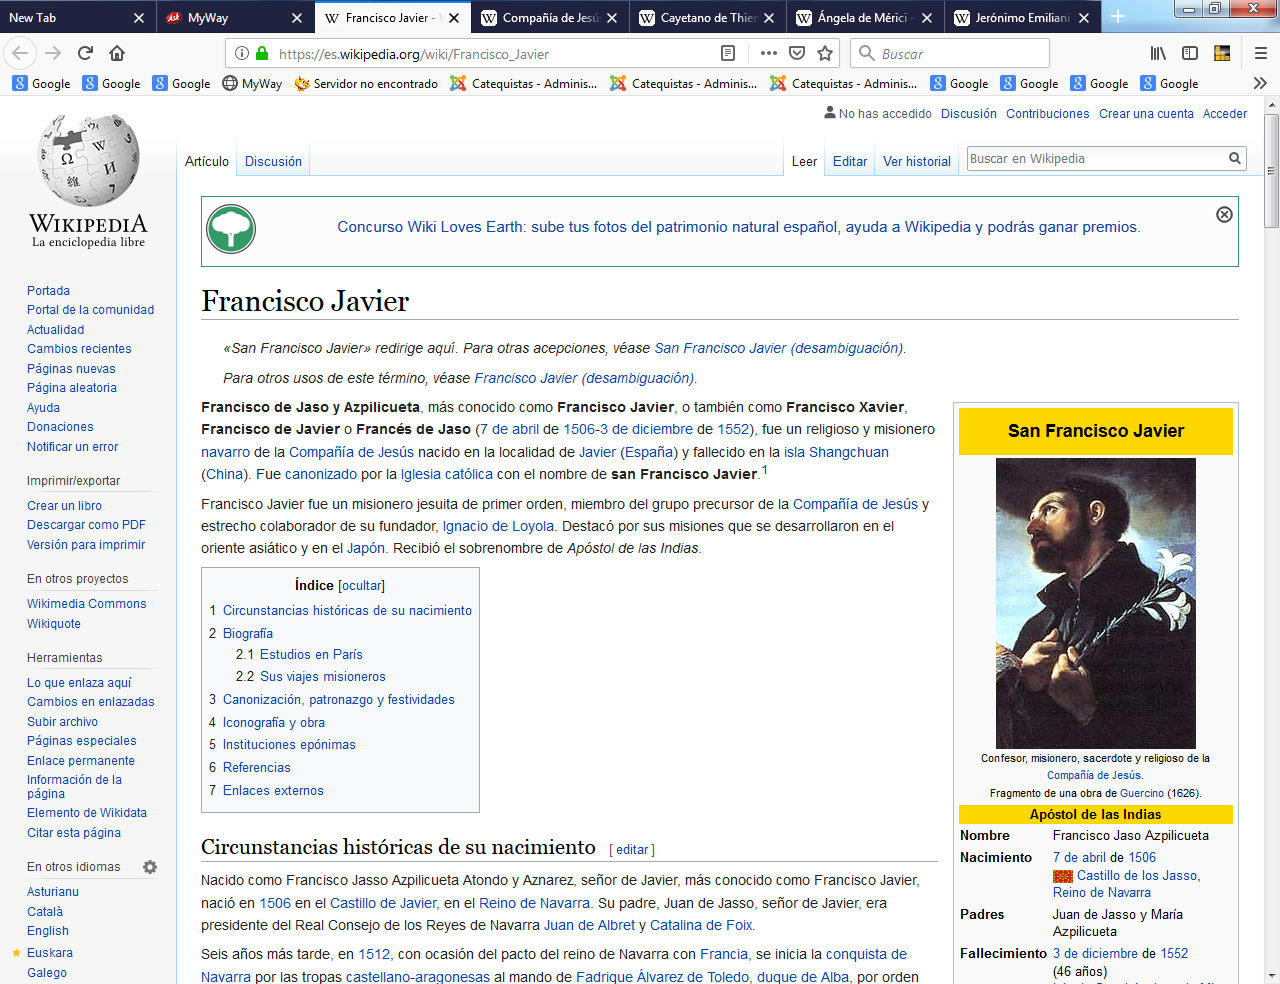 New Tab
MyWay
Francisco Javier -
Compañía de Jesús
Cayetano de Thien
Ángela de Mérici -
Jerónimo Emiliani
https://es.wikipedia.org/wiki/Francisco_Javier
Buscar
Google
Google
Google
MyWay
Servidor no encontrado
Catequistas - Adminis...
Catequistas - Adminis...
Catequistas - Adminis...
Google
Google
Google
Google
No has accedido Discusión Contribuciones Crear una cuenta Acceder
WIKIPEDIA
La enciclopedia libre
Artículo Discusión
Leer Editar Ver historial
Buscar en Wikipedia
Portada
Portal de la comunidad
Actualidad
Cambios recientes
Páginas nuevas
Página aleatoria
Ayuda
Donaciones
Notificar un error
Imprimir/exportar
Crear un libro
Descargar como PDF
Versión para imprimir
En otros proyectos
Wikimedia Commons
Wikiquote
Herramientas
Lo que enlaza aquí
Cambios en enlazadas
Subir archivo
Páginas especiales
Enlace permanente
Información de la
página
Elemento de Wikidata
Citar esta página
En otros idiomas
Asturianu
Català
English
Euskara
Galego
Concurso Wiki Loves Earth: sube tus fotos del patrimonio natural español, ayuda a Wikipedia y podrás ganar premios.
Francisco Javier
«San Francisco Javier» redirige aquí. Para otras acepciones, véase San Francisco Javier (desambiguación).
Para otros usos de este término, véase Francisco Javier (desambiguación).
Francisco de Jaso y Azpilicueta, más conocido como Francisco Javier, o también como Francisco Xavier,
Francisco de Javier o Francés de Jaso (7 de abril de 1506-3 de diciembre de 1552), fue un religioso y misionero
navarro de la Compañía de Jesús nacido en la localidad de Javier (España) y fallecido en la isla Shangchuan
(China). Fue canonizado por la Iglesia católica con el nombre de san Francisco Javier.1
Francisco Javier fue un misionero jesuita de primer orden, miembro del grupo precursor de la Compañía de Jesús y
estrecho colaborador de su fundador, Ignacio de Loyola. Destacó por sus misiones que se desarrollaron en el
oriente asiático y en el Japón. Recibió el sobrenombre de Apóstol de las Indias.
Índice [ocultar]
1 Circunstancias históricas de su nacimiento
2 Biografía
2.1 Estudios en París
2.2 Sus viajes misioneros
3 Canonización, patronazgo y festividades
4 Iconografía y obra
5 Instituciones epónimas
6 Referencias
7 Enlaces externos
Circunstancias históricas de su nacimiento [ editar ]
Nacido como Francisco Jasso Azpilicueta Atondo y Aznarez, señor de Javier, más conocido como Francisco Javier,
nació en 1506 en el Castillo de Javier, en el Reino de Navarra. Su padre, Juan de Jasso, señor de Javier, era
presidente del Real Consejo de los Reyes de Navarra Juan de Albret y Catalina de Foix.
Seis años más tarde, en 1512, con ocasión del pacto del reino de Navarra con Francia, se inicia la conquista de
Navarra por las tropas castellano-aragonesas al mando de Fadrique Álvarez de Toledo, duque de Alba, por orden
San Francisco Javier
Confesor, misionero, sacerdote y religioso de la
Compañía de Jesús.
Fragmento de una obra de Guercino (1626).
Apóstol de las Indias
Nombre Francisco Jaso Azpilicueta
Nacimiento 7 de abril de 1506
Castillo de los Jasso,
Reino de Navarra
Padres Juan de Jasso y María
Azpilicueta
Fallecimiento 3 de diciembre de 1552
(46 años)